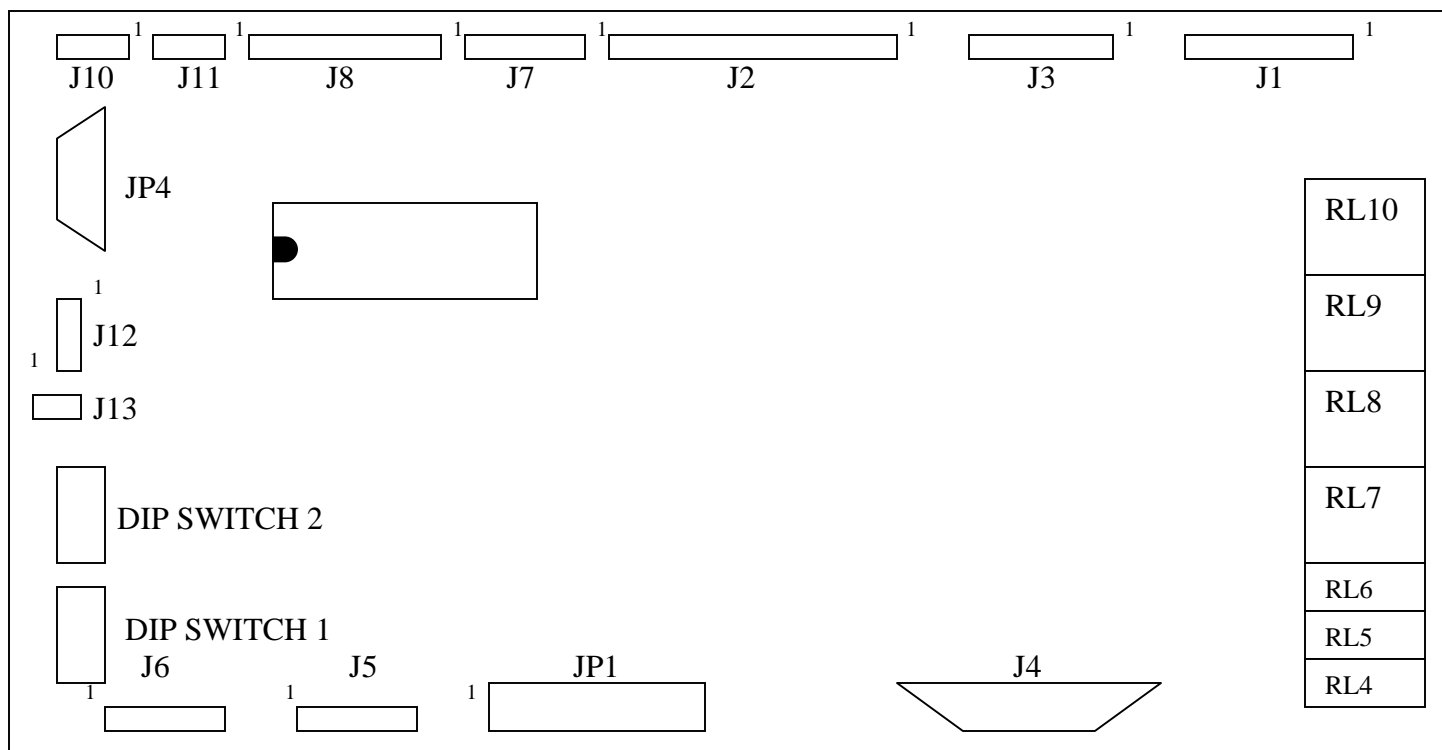 1 1 1 1 1 1 1
J10 J11 J8 J7 J2 J3 J1
JP4
RL10
1
RL9
J12
1
RL8
J13
RL7
DIP SWITCH 2
RL6
DIP SWITCH 1
RL5
J6 J5 JP1 J4
RL4
1 1 1